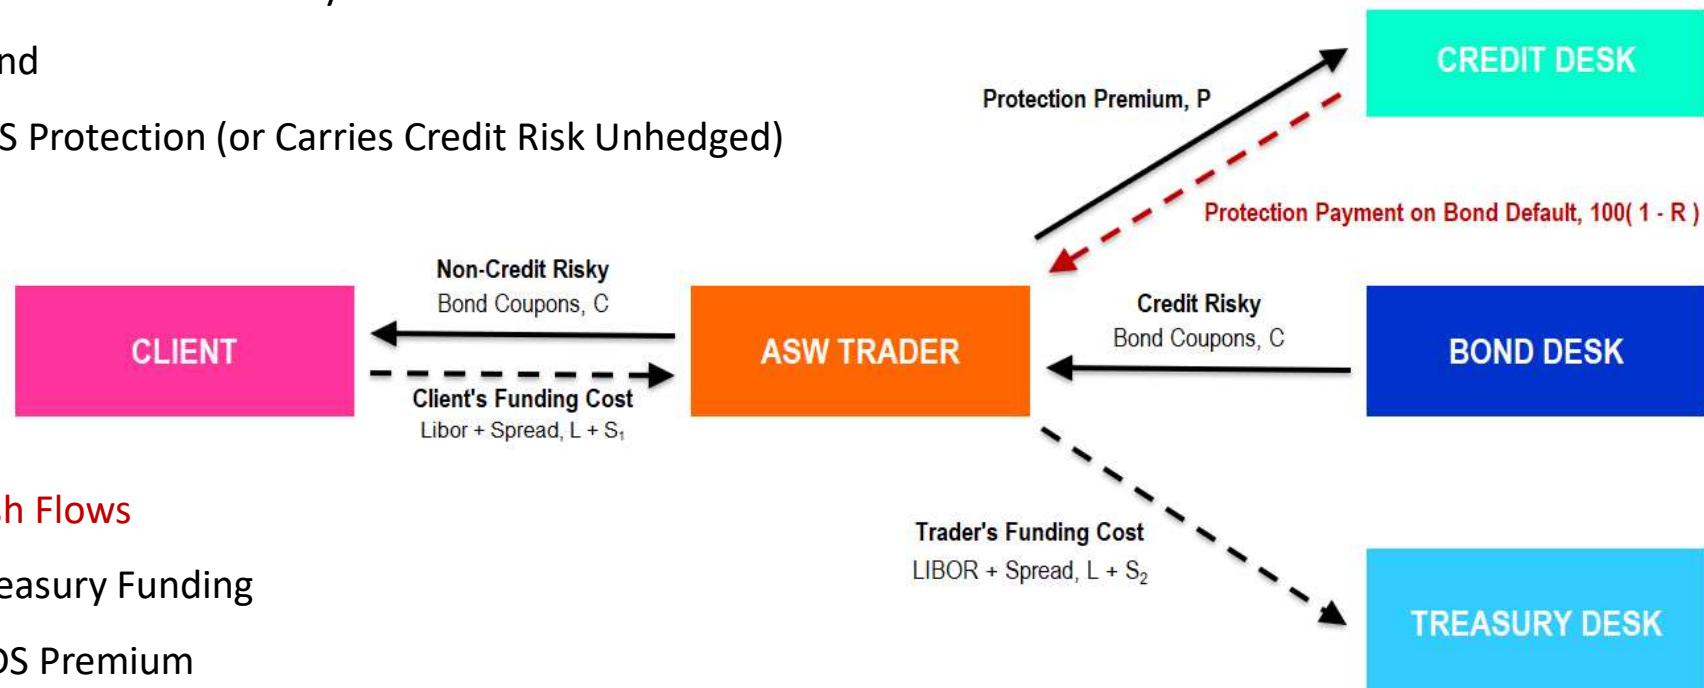 nd
S Protection (or Carries Credit Risk Unhedged)
CREDIT DESK
Protection Premium, P
Protection Payment on Bond Default, 100( 1 - R )
Non-Credit Risky
Bond Coupons, C
Credit Risky
Bond Coupons, C
CLIENT
ASW TRADER
BOND DESK
Client's Funding Cost
Libor + Spread, L + S₁
sh Flows
Trader's Funding Cost
LIBOR + Spread, L + S₂
easury Funding
TREASURY DESK
DS Premium